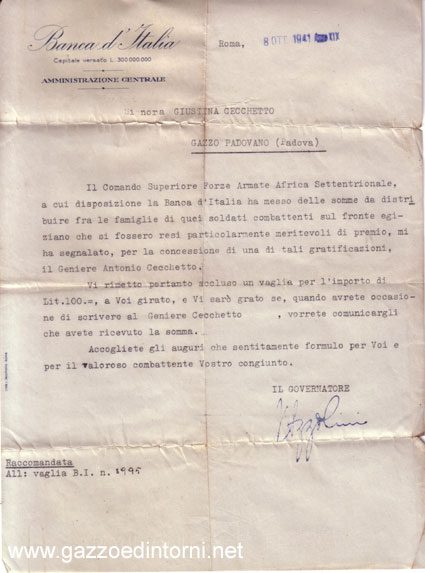 Banca d'Italia
Capitale versato L. 300.000.000
AMMINISTRAZIONE CENTRALE
Roma, 8 OTT 1941
nora GIUSTINA CECCHETTO
GAZZO PADOVANO (Padova)
Il Comando Superiore Forze Armate Africa Settentrionale,
a cui disposizione la Banca d'Italia ha messo delle somme da distri
buire fra le famiglie di quei soldati combattenti sul fronte egi-
ziano che si fossero resi particolarmente meritevoli di premio, mi
ha segnalato, per la concessione di una di tali gratificazioni,
il Geniere Antonio Cecchetto.
Vi rimetto pertanto accluso un vaglia per l'importo di
Lit.100.=, a Voi girato, e Vi sarò grato se, quando avrete occasio-
ne di scrivere al Geniere Cecchetto , vorrete comunicargli
che avete ricevuto la somma.
Accogliete gli auguri che sentitamente formulo per Voi e
per il valoroso combattente Vostro congiunto.
IL GOVERNATORE
Raccomandata
All: vaglia B.I. n. 1995
www.gazzoedintorni.net